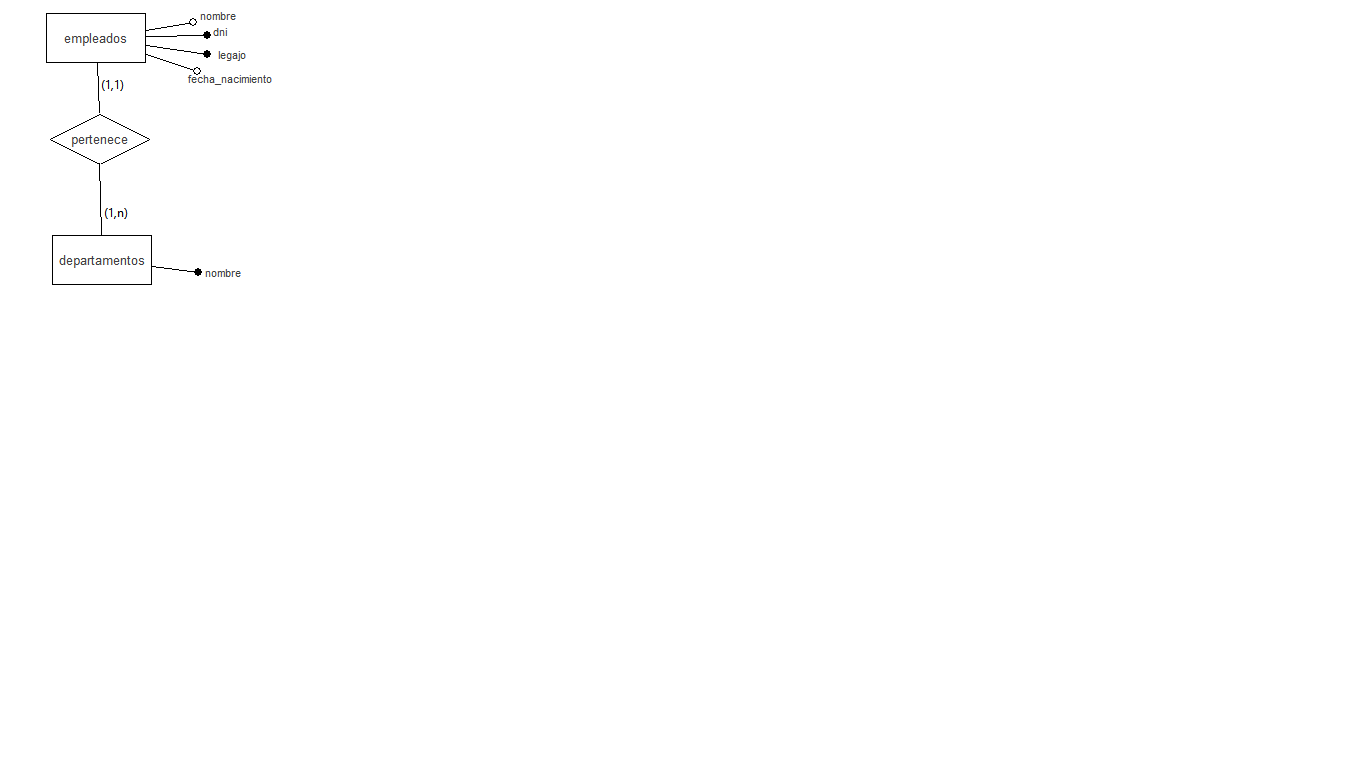 nombre
empleados
dni
legajo
fecha_nacimiento
(1,1)
pertenece
(1,n)
departamentos
nombre